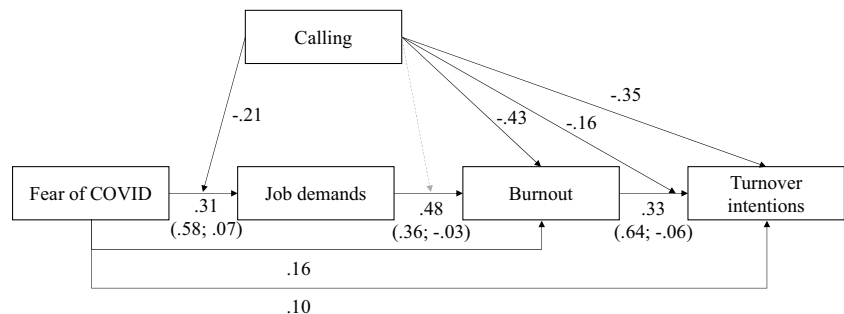 Calling
-.35
-.43
-.16
-.21
Fear of COVID
Job demands
Burnout
Turnover
intentions
.31
(.58; .07)
.48
(.36; -.03)
.33
(.64; -.06)
.16
.10